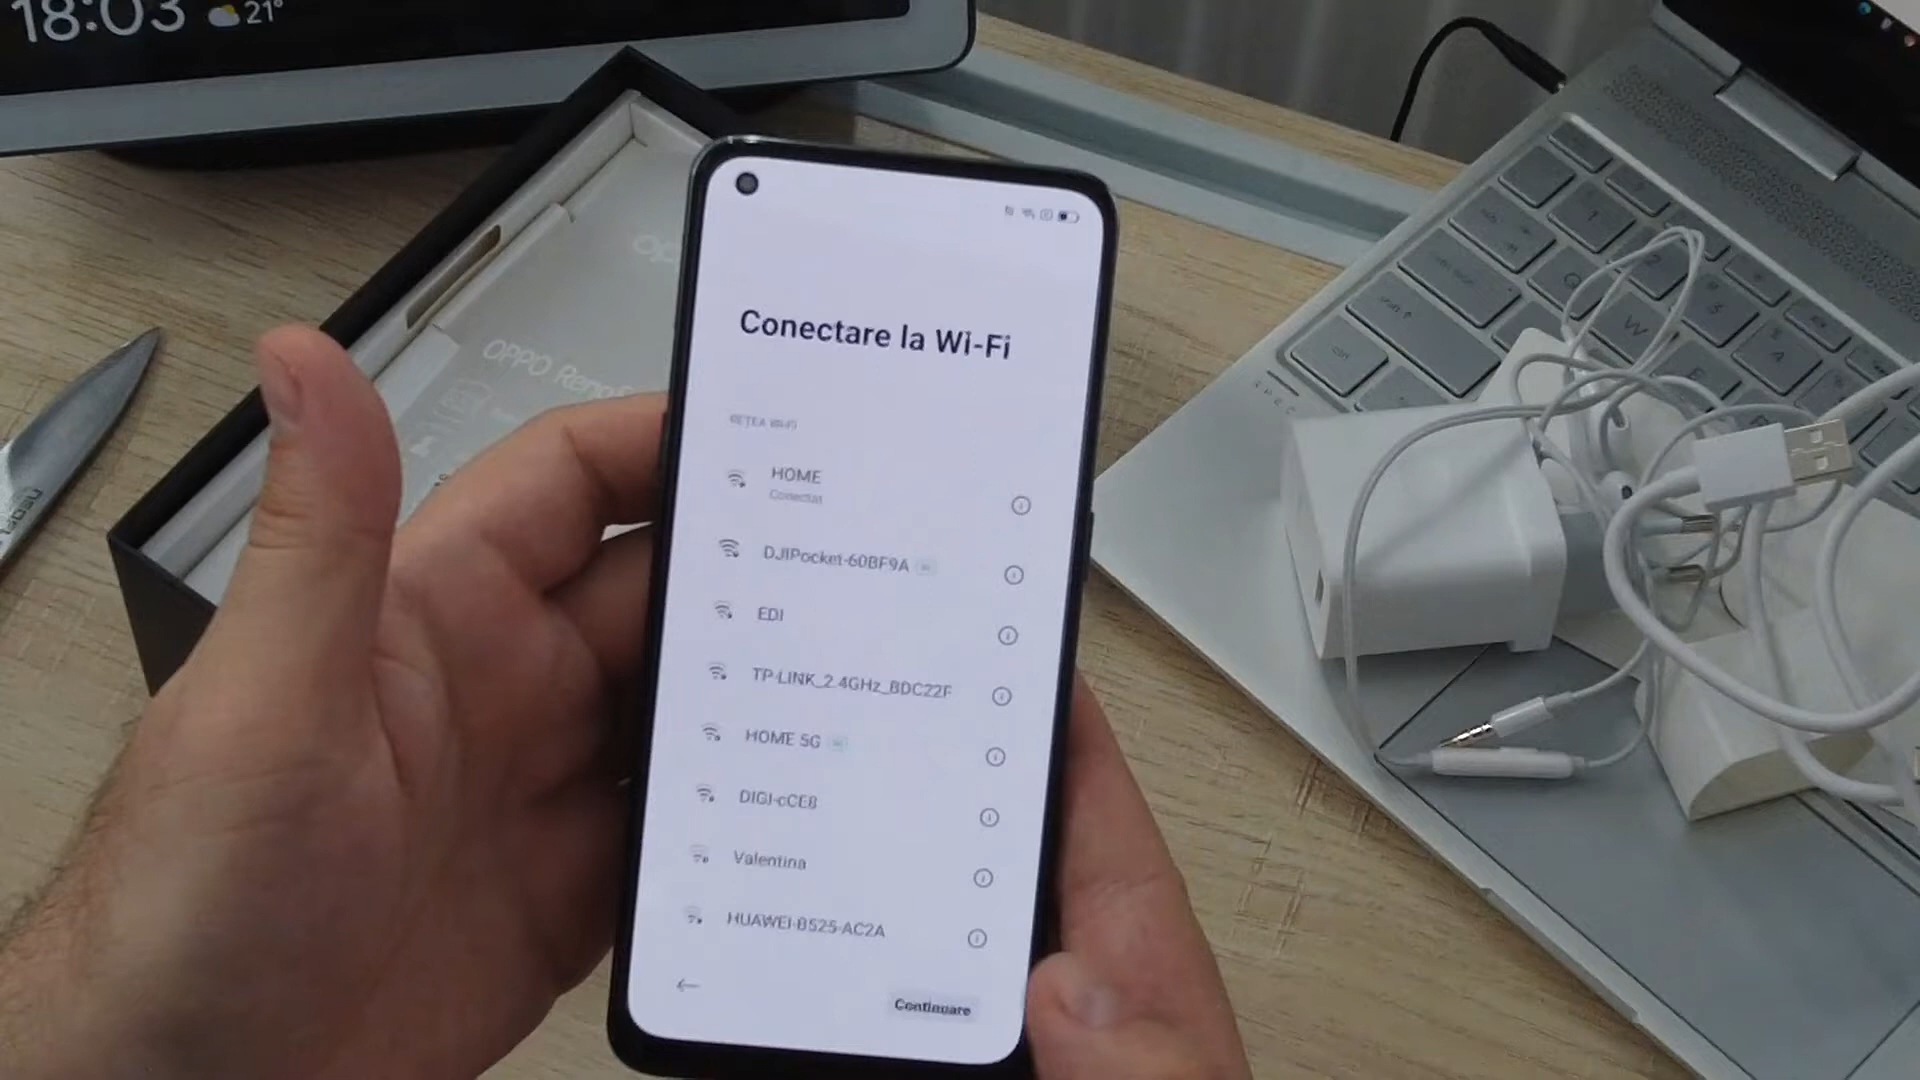 18:03 21°
OPPO Reno
Conectare la Wi-Fi
REȚEA WI-FI
HOME
Conectat
DJIPocket-60BF9A
EDI
TP-LINK_2.4GHz_BDC22F
HOME 5G
DIGI-cCE8
Valentina
HUAWEI-B525-AC2A
Continuare